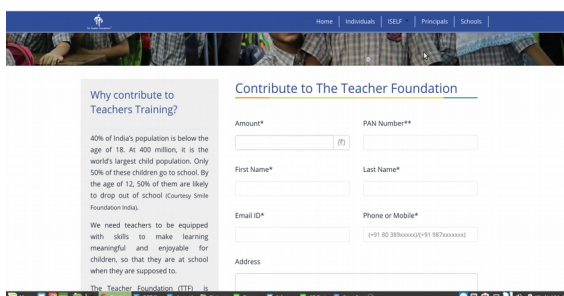 Home
Individuals
ISELF
Principals
Schools
Why contribute to
Teachers Training?
40% of India's population is below the
age of 18. At 400 million, it is the
world's largest child population. Only
50% of these children go to school. By
the age of 12, 50% of them are likely
to drop out of school (Courtesy Smile
Foundation India).
We need teachers to be equipped
with skills to make learning
meaningful and enjoyable for
children, so that they are at school
when they are supposed to.
The Teacher Foundation (TTF) is
Contribute to The Teacher Foundation
Amount*
PAN Number**
(₹)
First Name*
Last Name*
Email ID*
Phone or Mobile*
(+91 80 389xxxxx)/(+91 987xxxxxxx)
Address